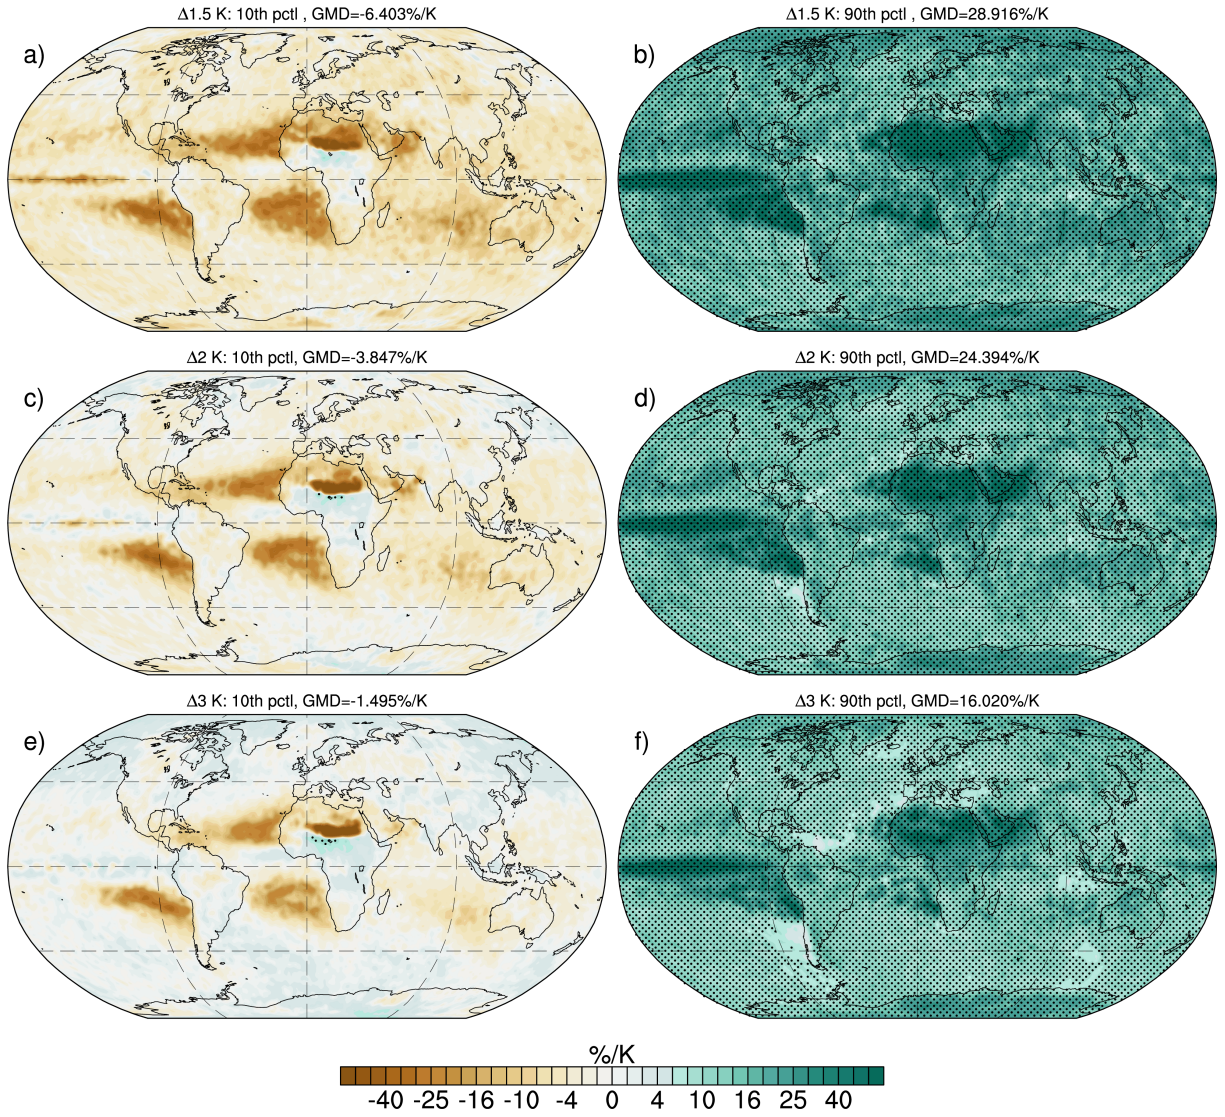 Δ1.5 K: 10th pctl , GMD=-6.403%/K
Δ1.5 K: 90th pctl , GMD=28.916%/K
a)
b)
Δ2 K: 10th pctl, GMD=-3.847%/K
Δ2 K: 90th pctl, GMD=24.394%/K
c)
d)
Δ3 K: 10th pctl, GMD=-1.495%/K
Δ3 K: 90th pctl, GMD=16.020%/K
e)
f)
%/K
-40 -25 -16 -10 -4 0 4 10 16 25 40